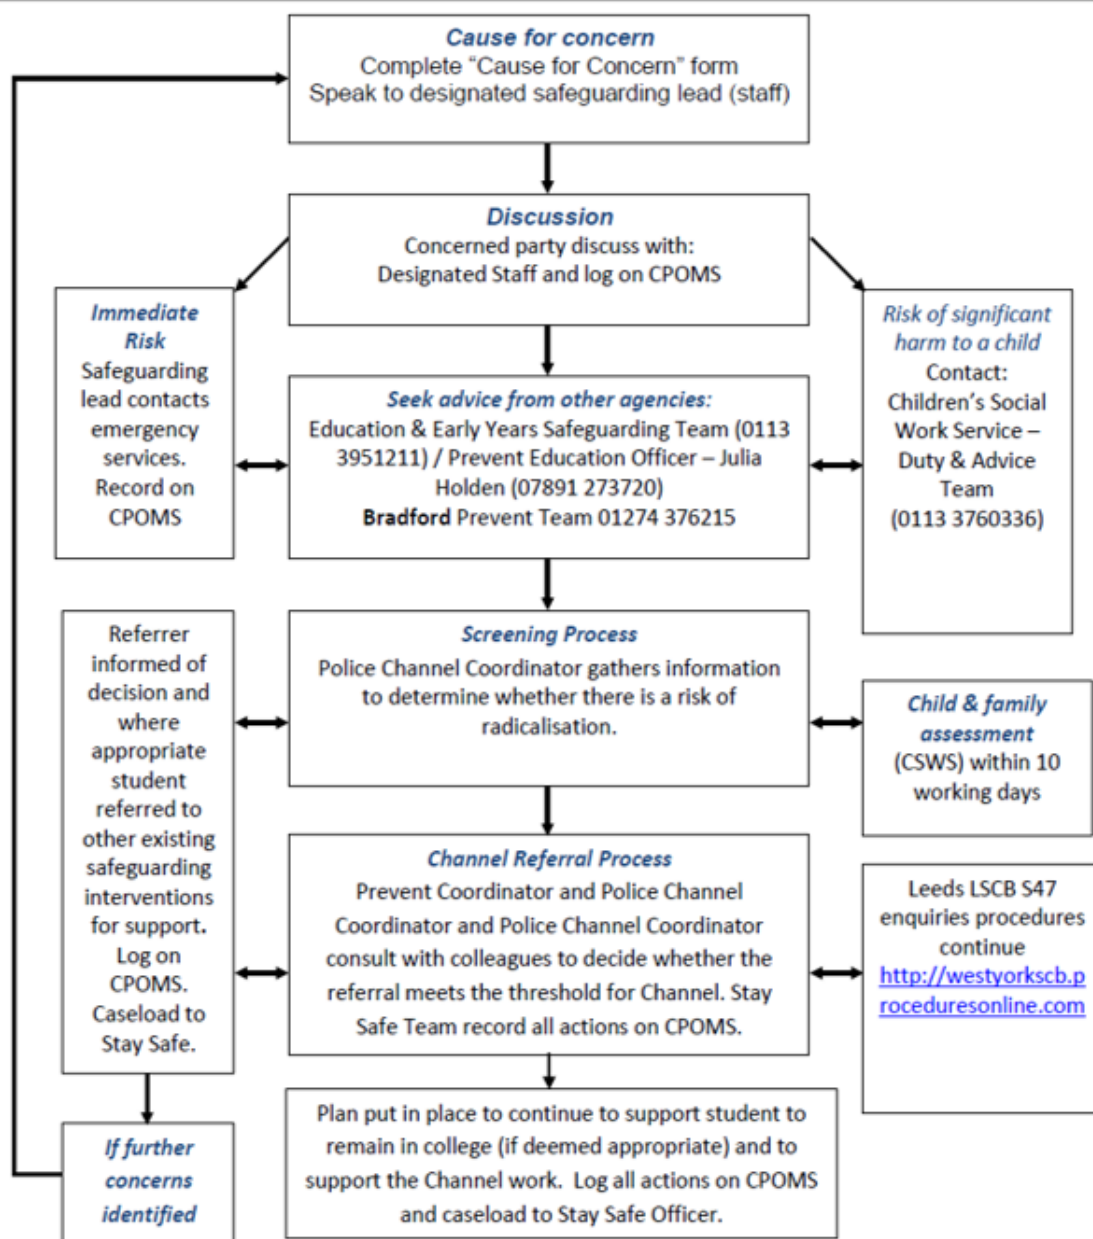 Cause for concern
Complete “Cause for Concern” form
Speak to designated safeguarding lead (staff)
Discussion
Concerned party discuss with:
Designated Staff and log on CPOMS
Immediate
Risk
Safeguarding
lead contacts
emergency
services.
Record on
CPOMS
Seek advice from other agencies:
Education & Early Years Safeguarding Team (0113
3951211) / Prevent Education Officer – Julia
Holden (07891 273720)
Bradford Prevent Team 01274 376215
Risk of significant
harm to a child
Contact:
Children’s Social
Work Service –
Duty & Advice
Team
(0113 3760336)
Referrer
informed of
decision and
where
appropriate
student
referred to
other existing
safeguarding
interventions
for support.
Log on
CPOMS.
Caseload to
Stay Safe.
Screening Process
Police Channel Coordinator gathers information
to determine whether there is a risk of
radicalisation.
Child & family
assessment
(CSWS) within 10
working days
Channel Referral Process
Prevent Coordinator and Police Channel
Coordinator and Police Channel Coordinator
consult with colleagues to decide whether the
referral meets the threshold for Channel. Stay
Safe Team record all actions on CPOMS.
Leeds LSCB S47
enquiries procedures
continue
http://westyorkscb.p
roceduresonline.com
If further
concerns
identified
Plan put in place to continue to support student to
remain in college (if deemed appropriate) and to
support the Channel work. Log all actions on CPOMS
and caseload to Stay Safe Officer.